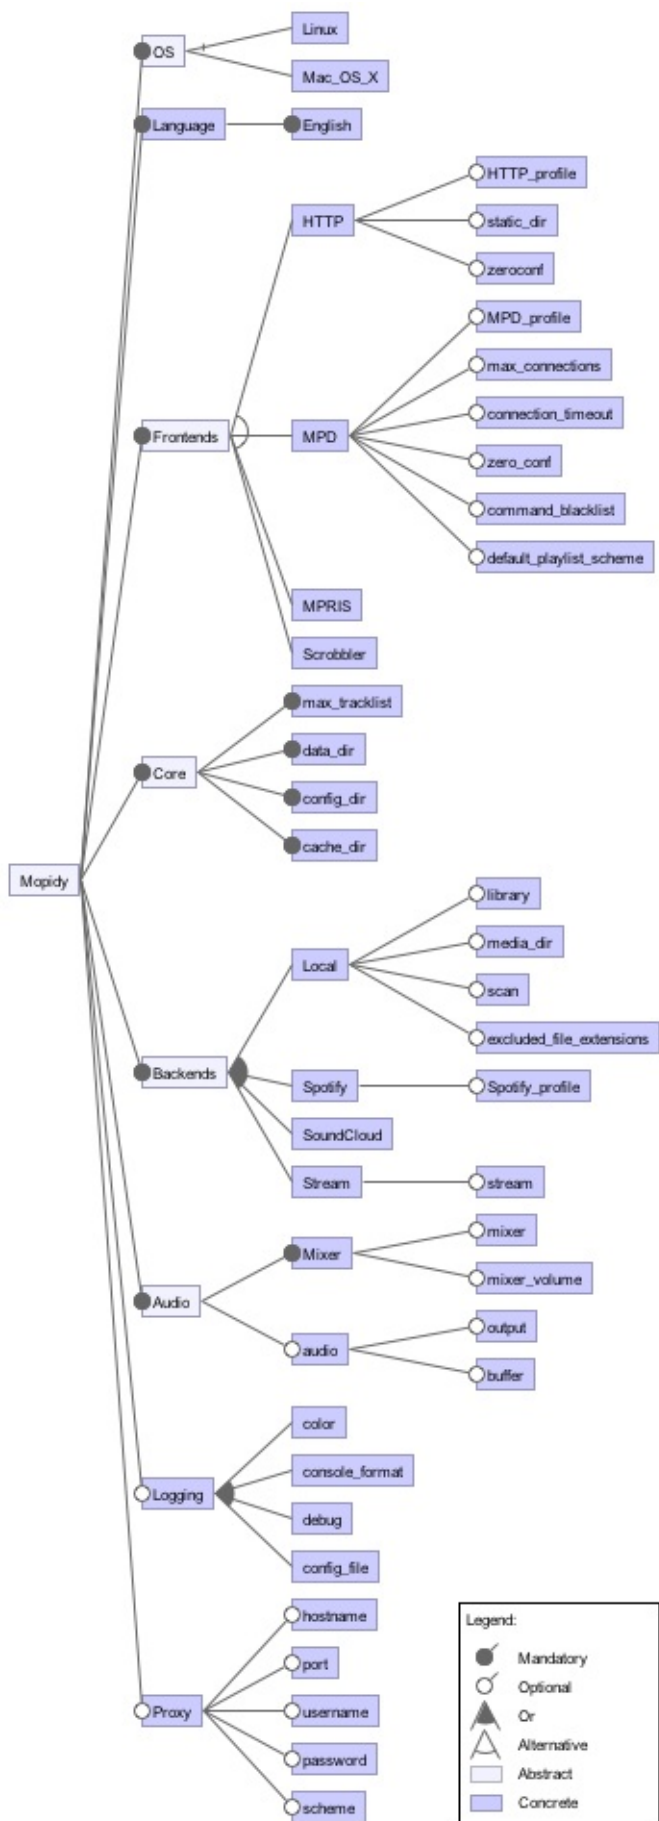 Linux
OS
Mac_OS_X
Language
English
HTTP_profile
HTTP
static_dir
zeroconf
MPD_profile
max_connections
connection_timeout
Frontends
MPD
zero_conf
command_blacklist
default_playlist_scheme
MPRIS
Scrobbler
max_tracklist
data_dir
Core
config_dir
cache_dir
Mopidy
library
media_dir
Local
scan
excluded_file_extensions
Backends
Spotify
Spotify_profile
SoundCloud
Stream
stream
mixer
Mixer
mixer_volume
Audio
output
audio
buffer
color
console_format
Logging
debug
config_file
hostname
port
Proxy
username
password
scheme
Legend:
Mandatory
Optional
Or
Alternative
Abstract
Concrete